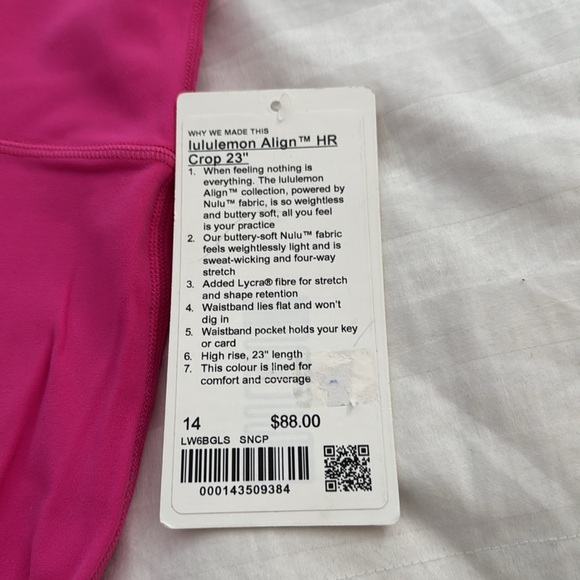 WHY WE MADE THIS
lululemon Align™ HR
Crop 23"
1. When feeling nothing is
everything. The lululemon
Align™ collection, powered by
Nulu™ fabric, is so weightless
and buttery soft, all you feel
is your practice
2. Our buttery-soft Nulu™ fabric
feels weightlessly light and is
sweat-wicking and four-way
stretch
3. Added Lycra® fibre for stretch
and shape retention
4. Waistband lies flat and won't
dig in
5. Waistband pocket holds your key
or card
6. High rise, 23" length
7. This colour is lined for
comfort and coverage
14 $88.00
LW6BGLS SNCP
000143509384